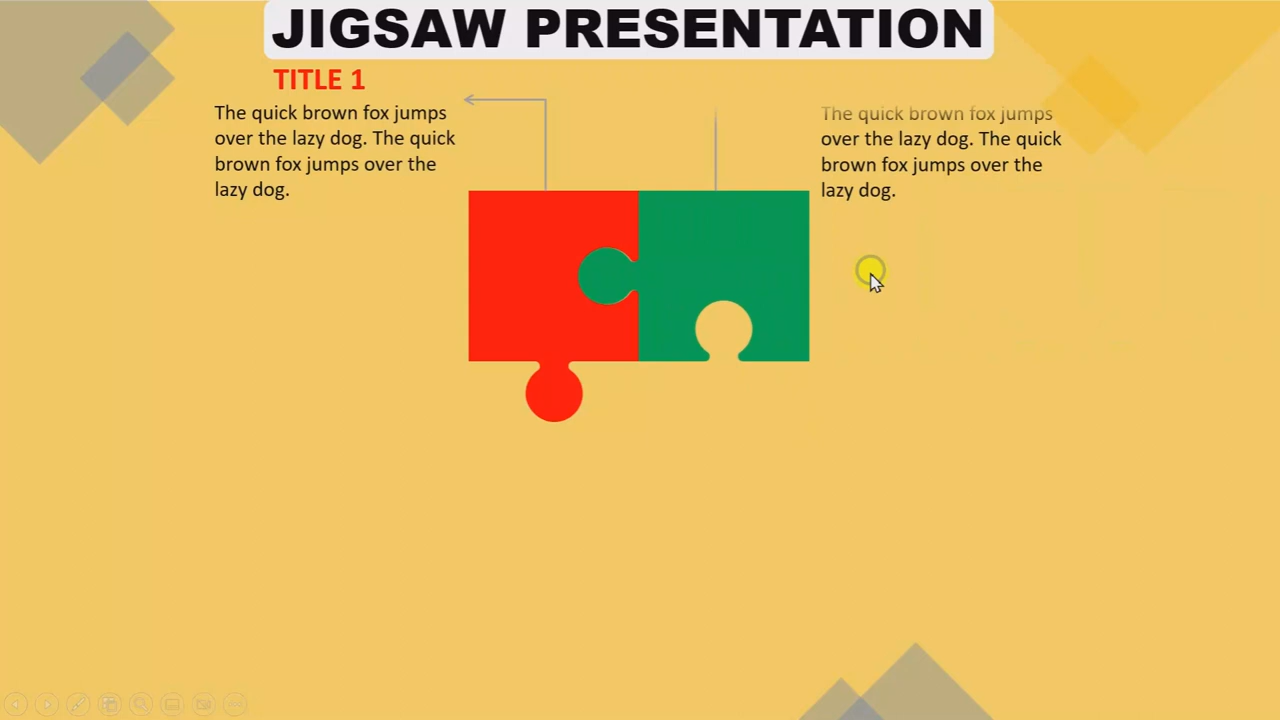 JIGSAW PRESENTATION
TITLE 1
The quick brown fox jumps
over the lazy dog. The quick
brown fox jumps over the
lazy dog.
The quick brown fox jumps
over the lazy dog. The quick
brown fox jumps over the
lazy dog.